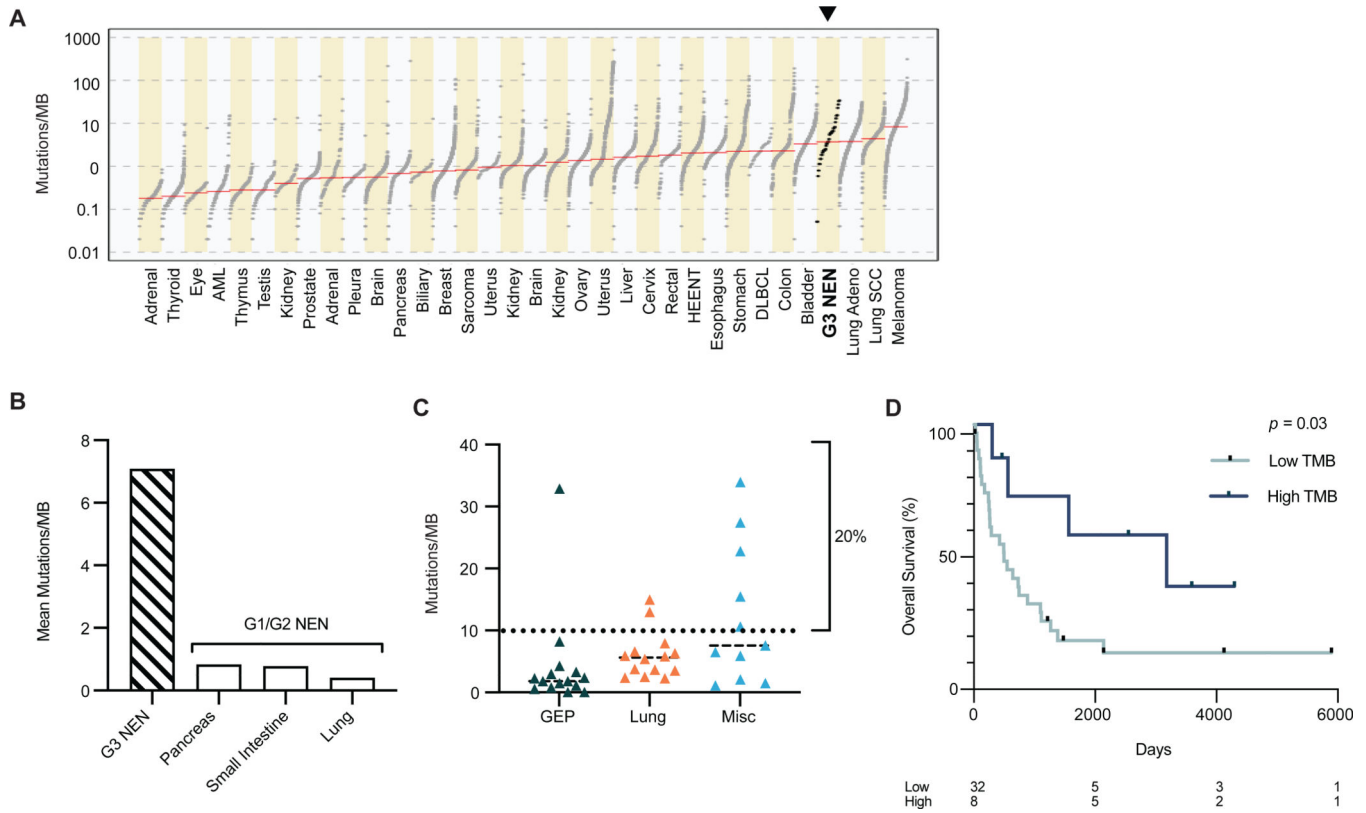 A
Mutations/MB
1000
100
10
0
0.1
0.01
Adrenal
Thyroid
Eye
AML
Thymus
Testis
Kidney
Prostate
Adrenal
Pleura
Brain
Pancreas
Biliary
Breast
Sarcoma
Uterus
Kidney
Brain
Kidney
Ovary
Uterus
Liver
Cervix
Rectal
HEENT
Esophagus
Stomach
DLBCL
Colon
Bladder
G3 NEN
Lung Adeno
Lung SCC
Melanoma
B
Mean Mutations/MB
8
6
4
2
0
G1/G2 NEN
G3 NEN
Pancreas
Small Intestine
Lung
C
Mutations/MB
40
30
20
10
0
20%
GEP Lung Misc
D
Overall Survival (%)
100
50
0
p = 0.03
Low TMB
High TMB
0 2000 4000 6000
Days
Low 32 5 3 1
High 8 5 2 1